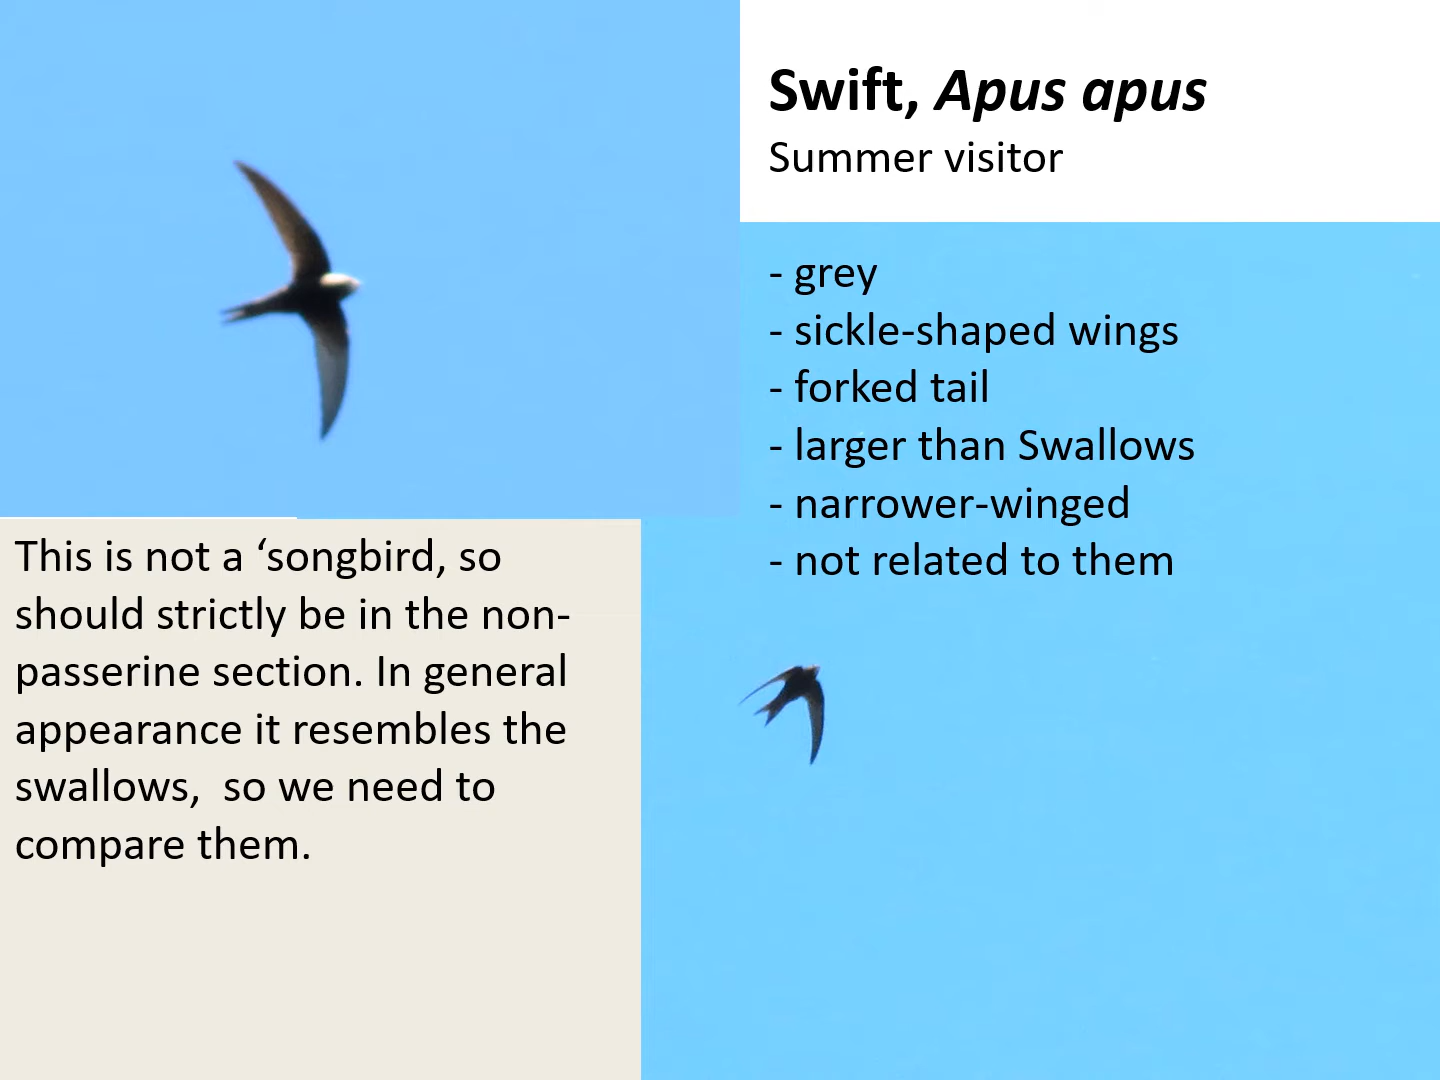 Swift, Apus apus
Summer visitor
- grey
- sickle-shaped wings
- forked tail
- larger than Swallows
- narrower-winged
- not related to them
This is not a ‘songbird, so
should strictly be in the non-
passerine section. In general
appearance it resembles the
swallows,  so we need to
compare them.